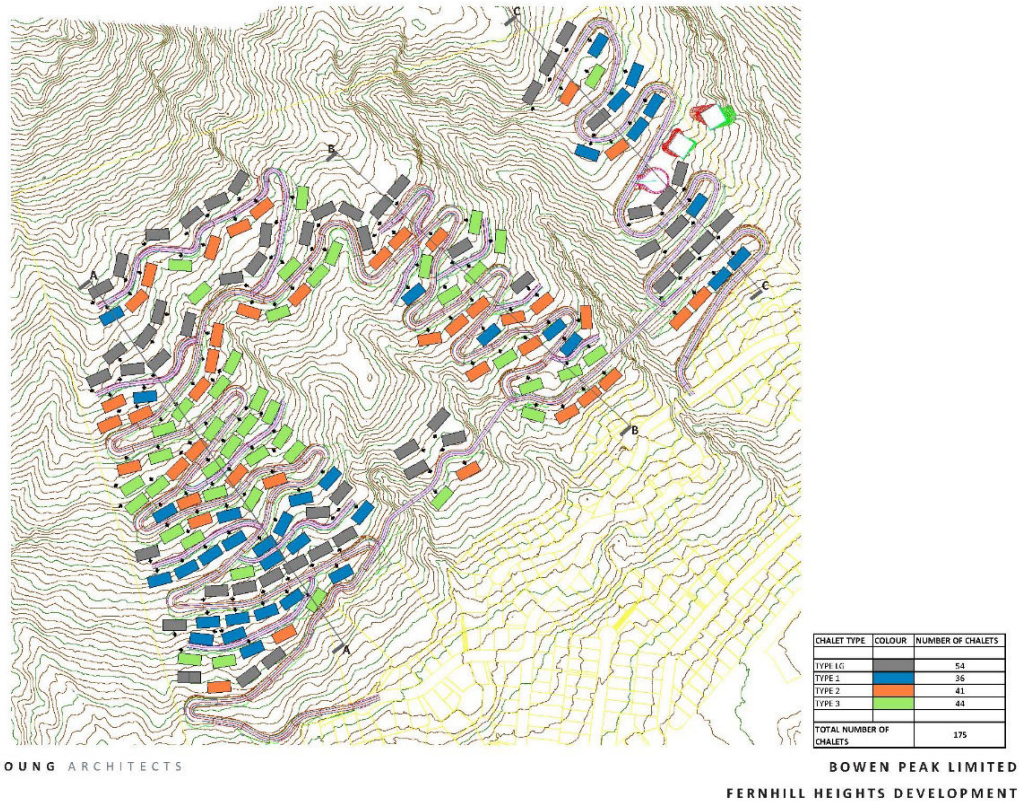 C
B
A
C
B
A
CHALET TYPE COLOUR NUMBER OF CHALETS
TYPE LG 54
TYPE 1 36
TYPE 2 41
TYPE 3 44
TOTAL NUMBER OF
CHALETS 175
OUNG ARCHITECTS
BOWEN PEAK LIMITED
FERNHILL HEIGHTS DEVELOPMENT